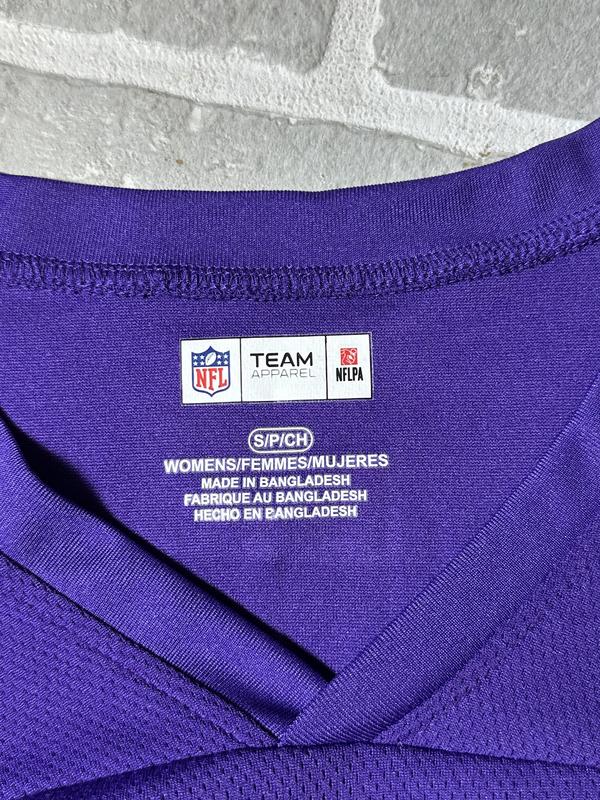 NFL
TEAM
APPAREL
NFLPA
S/P/CH
WOMENS/FEMMES/MUJERES
MADE IN BANGLADESH
FABRIQUE AU BANGLADESH
HECHO EN BANGLADESH